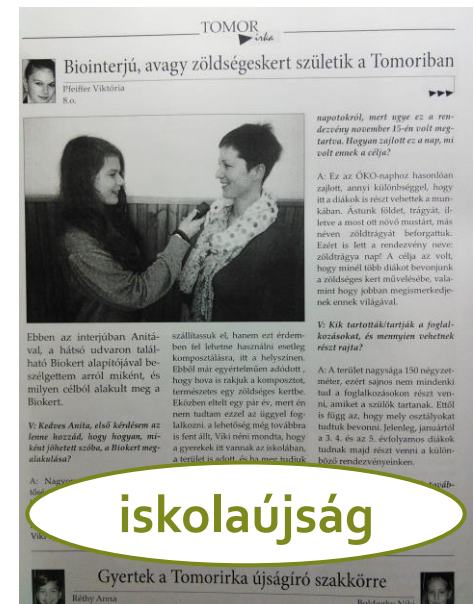 TOMOR
irka
Biointerjú, avagy zöldségeskert születik a Tomoriban
Pfeiffer Viktória
8.o.
Ebben az interjúban Anitá-
val, a hátsó udvaron talál-
ható Biokert alapítójával be-
szélgettem arról miként, és
milyen célból alakult meg a
Biokert.
V: Kedves Anita, első kérdésem az
lenne hozzád, hogy hogyan, mi-
ként jöhetett szóba, a Biokert meg-
alakulása?
A: Nagyon
szállítassuk el, hanem ezt érdem-
ben fel lehetne használni esetleg
komposztálásra, itt a helyszínen.
Ebből már egyértelműen adódott ,
hogy hova is rakjuk a komposztot,
természetes egy zöldséges kertbe.
Eközben eltelt egy pár év, mert én
nem tudtam ezzel az üggyel fog-
lalkozni. a lehetőség még továbbra
is fent állt, Viki néni mondta, hogy
a gyerekek itt vannak az iskolában,
a terület is adott, és ha meg tudjuk
napotokról, mert ugye ez a ren-
dezvény november 15-én volt meg-
tartva. Hogyan zajlott ez a nap, mi
volt ennek a célja?
A: Ez az ÖKO-naphoz hasonlóan
zajlott, annyi különbséggel, hogy
itt a diákok is részt vehettek a mun-
kában. Ástunk földet, trágyát, il-
letve a most ott növő mustárt, más
néven zöldtrágyát beforgattuk.
Ezért is lett a rendezvény neve:
zöldtrágya nap! A célja az volt,
hogy minél több diákot bevonjunk
a zöldséges kert művelésébe, vala-
mint hogy jobban megismerkedje-
nek ennek világával.
V: Kik tartották/tartják a foglal-
kozásokat, és mennyien vehetnek
részt rajta?
A: A terület nagysága 150 négyzet-
méter, ezért sajnos nem mindenki
tud a foglalkozásokon részt ven-
ni, amiket a szülők tartanak. Ettől
is függ az, hogy mely osztályokat
tudtuk bevonni. Jelenleg, januártól
a 3. 4. és az 5. évfolyamos diákok
tudnak majd részt venni a külön-
böző rendezvényeinken.
iskolaújság
Viki
Gyertek a Tomorirka újságíró szakkörre
Réthy Anna